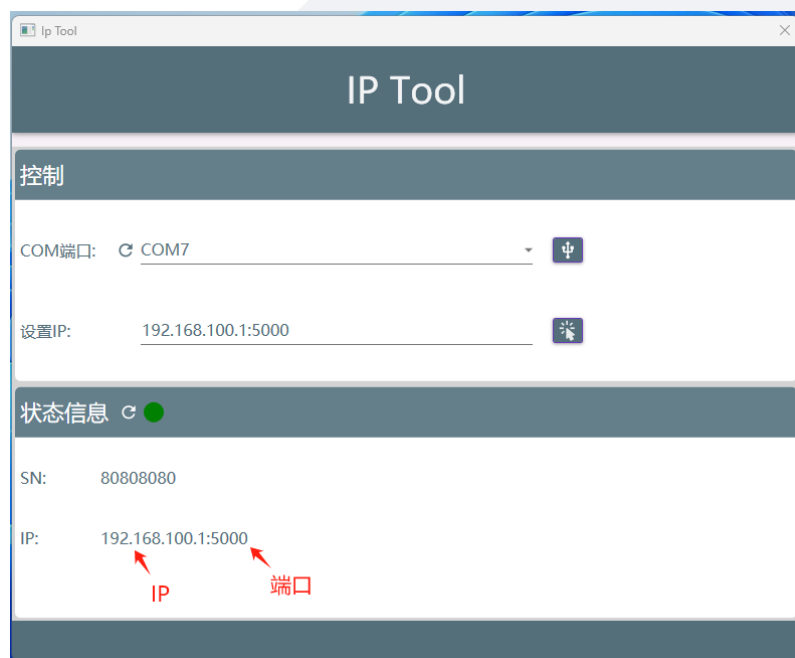 Ip Tool
IP Tool
控制
COM端口: COM7
设置IP: 192.168.100.1:5000
状态信息
SN: 80808080
IP: 192.168.100.1:5000
IP
端口